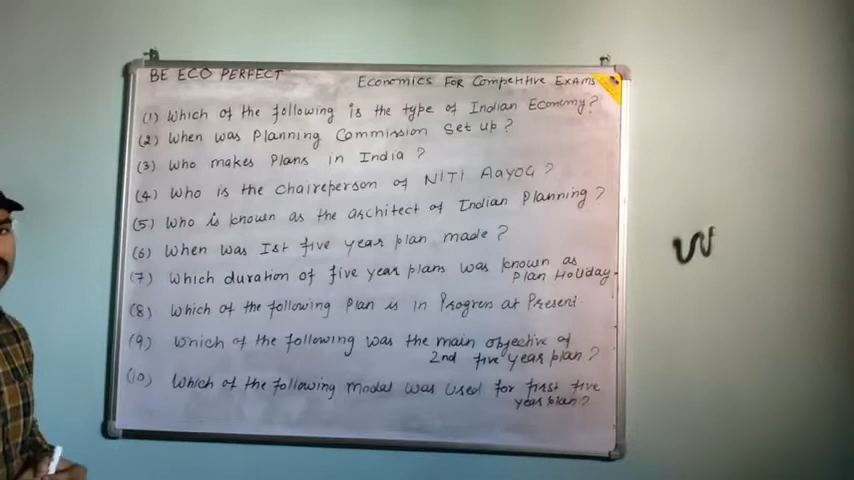 BE ECO PERFECT
Economics For Competitive Exams
(1) Which of the following is the type of Indian Economy?
(2) When was Planning Commission Set up?
(3) Who makes Plans in India?
(4) Who is the chaireperson of NITI AayoG?
(5) Who is known as the architect of Indian Planning?
(6) When was Ist five year plan made?
(7) Which duration of five year plans was known as
Plan Holiday.
(8) Which of the following Plan is in Progress at Present.
(9) Which of the following was the main objective of
2nd five year plan?
(10) Which of the following modal was used for first five
year plan?